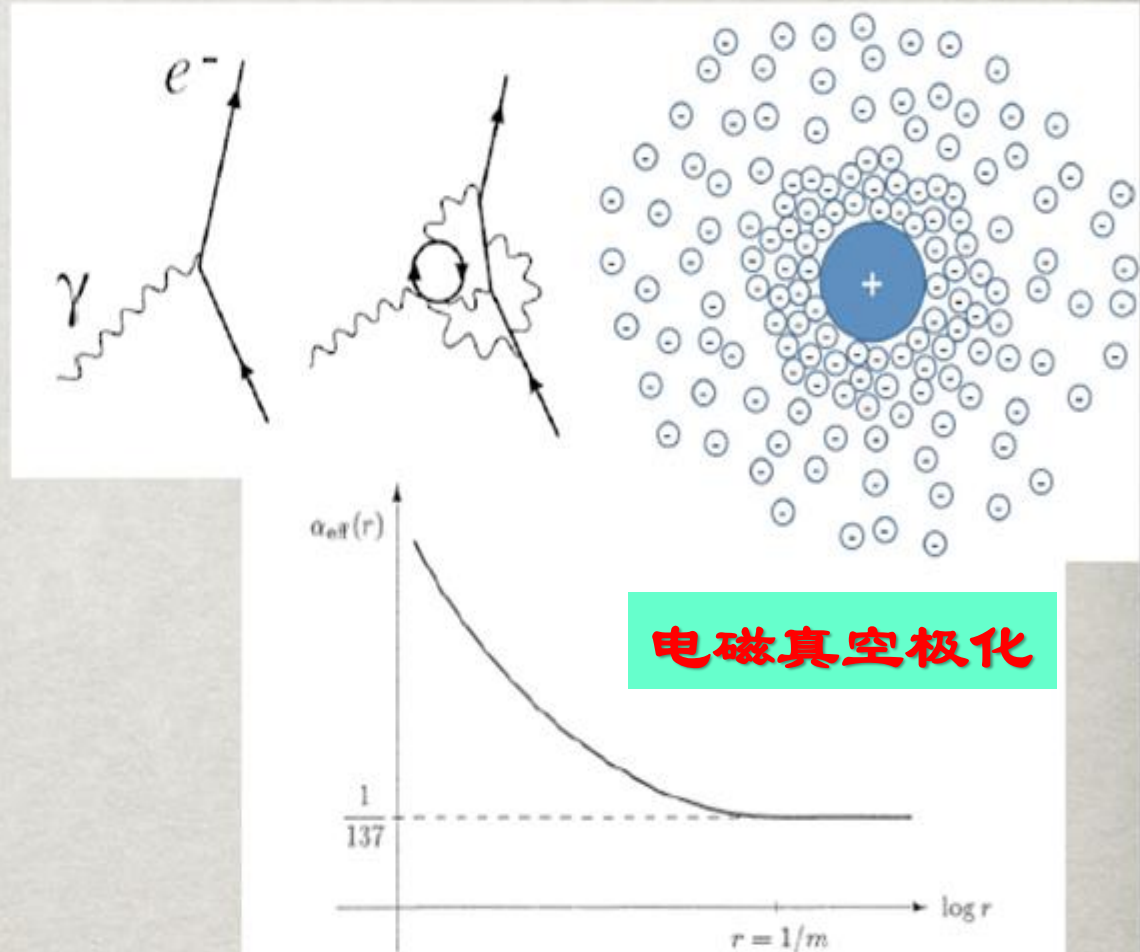 e⁻
γ
+
α_eff(r)
电磁真空极化
1
137
log r
r = 1/m